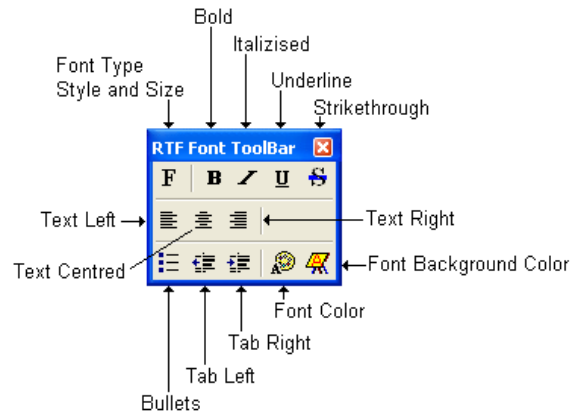 Bold
Italizised
Font Type
Style and Size
Underline
Strikethrough
RTF Font ToolBar
F B I U S
Text Left
Text Right
Text Centred
A A
Font Background Color
Font Color
Tab Right
Tab Left
Bullets